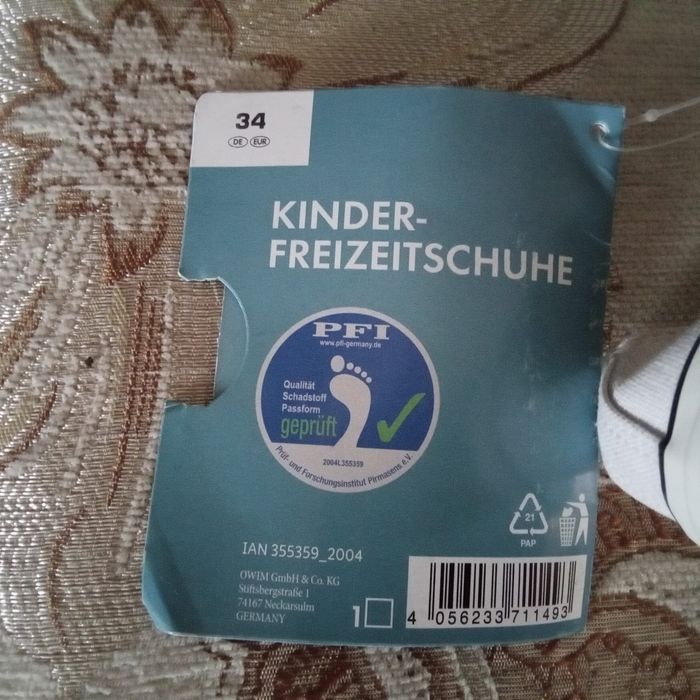 34
DE EUR
KINDER-
FREIZEITSCHUHE
PFI
www.pfi-germany.de
Qualität
Schadstoff
Passform
geprüft
2004L355359
Prüf- und Forschungsinstitut Pirmasens e.V.
21
PAP
IAN 355359_2004
OWIM GmbH & Co. KG
Stiftsbergstraße 1
74167 Neckarsulm
GERMANY
1
4 056233 711493